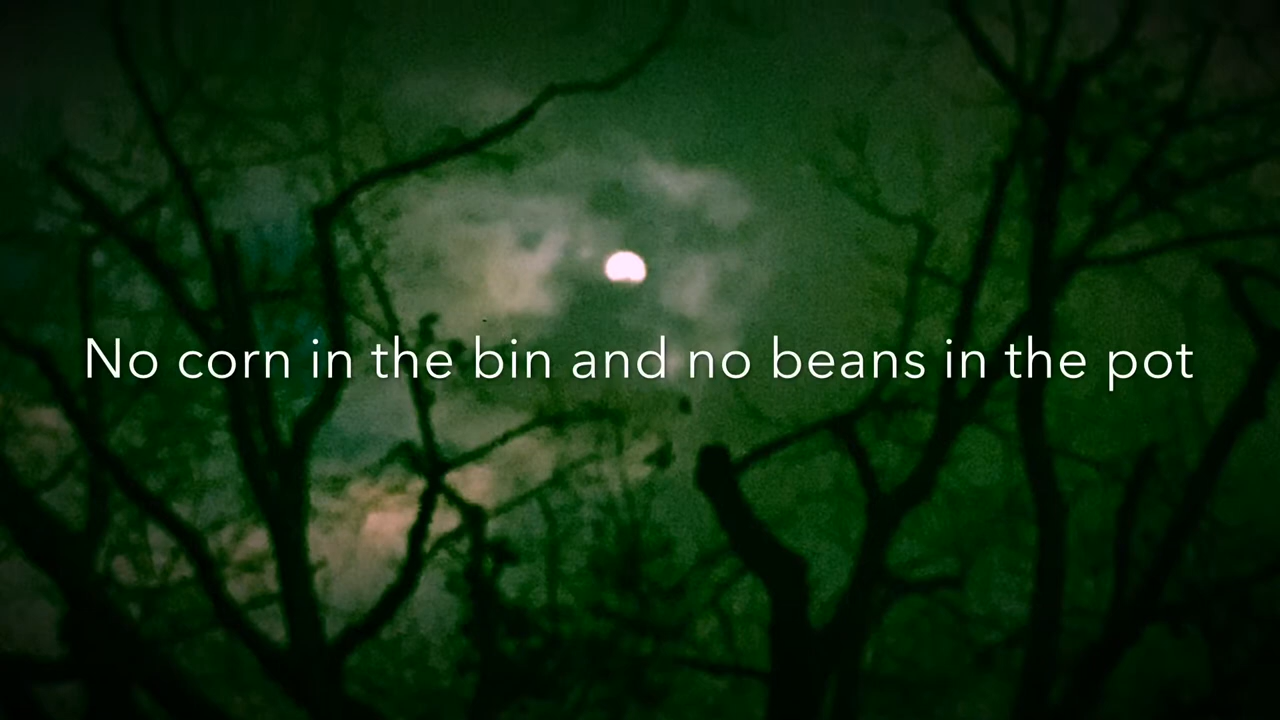 No corn in the bin and no beans in the pot